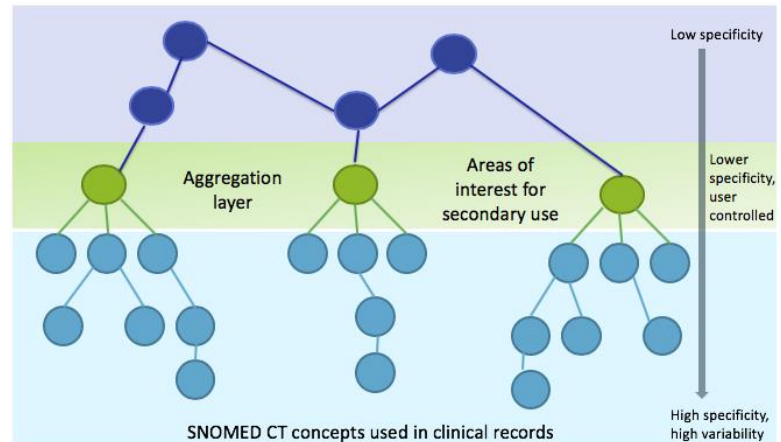 Low specificity
Aggregation
layer
Areas of
interest for
secondary use
Lower
specificity,
user
controlled
SNOMED CT concepts used in clinical records
High specificity,
high variability